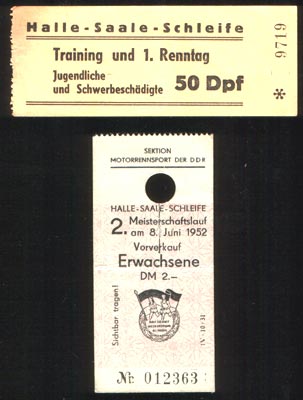 Halle-Saale-Schleife
Training und 1. Renntag
Jugendliche
und Schwerbeschädigte 50 Dpf
9719
*
SEKTION
MOTORRENNSPORT DER DDR
HALLE-SAALE-SCHLEIFE
2. Meisterschaftslauf
am 8. Juni 1952
Vorverkauf
Erwachsene
DM 2.–
Sichtbar tragen!
№ 012363